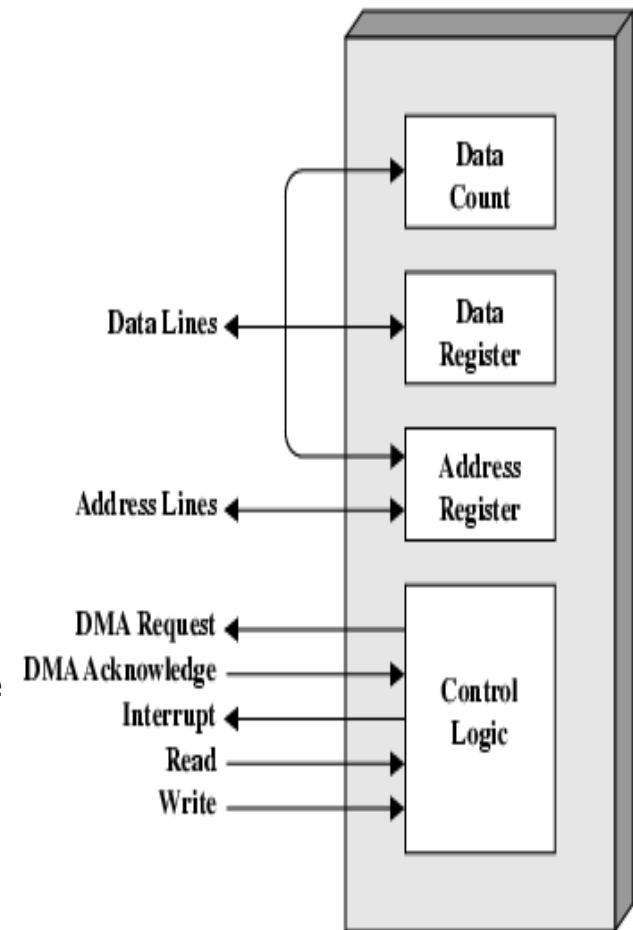 Data
Count
Data Lines
Data
Register
Address
Register
Address Lines
DMA Request
DMA Acknowledge
Interrupt
Read
Write
Control
Logic